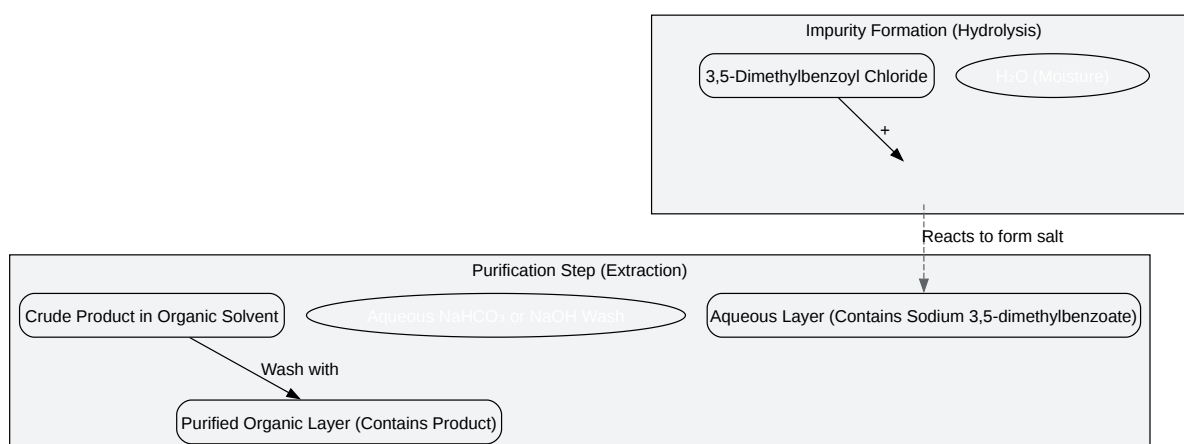 Impurity Formation (Hydrolysis)
3,5-Dimethylbenzoyl Chloride
H₂O (Moisture)
+
Reacts to form salt
Purification Step (Extraction)
Crude Product in Organic Solvent
Aqueous NaHCO₃ or NaOH Wash
Aqueous Layer (Contains Sodium 3,5-dimethylbenzoate)
Wash with
Purified Organic Layer (Contains Product)